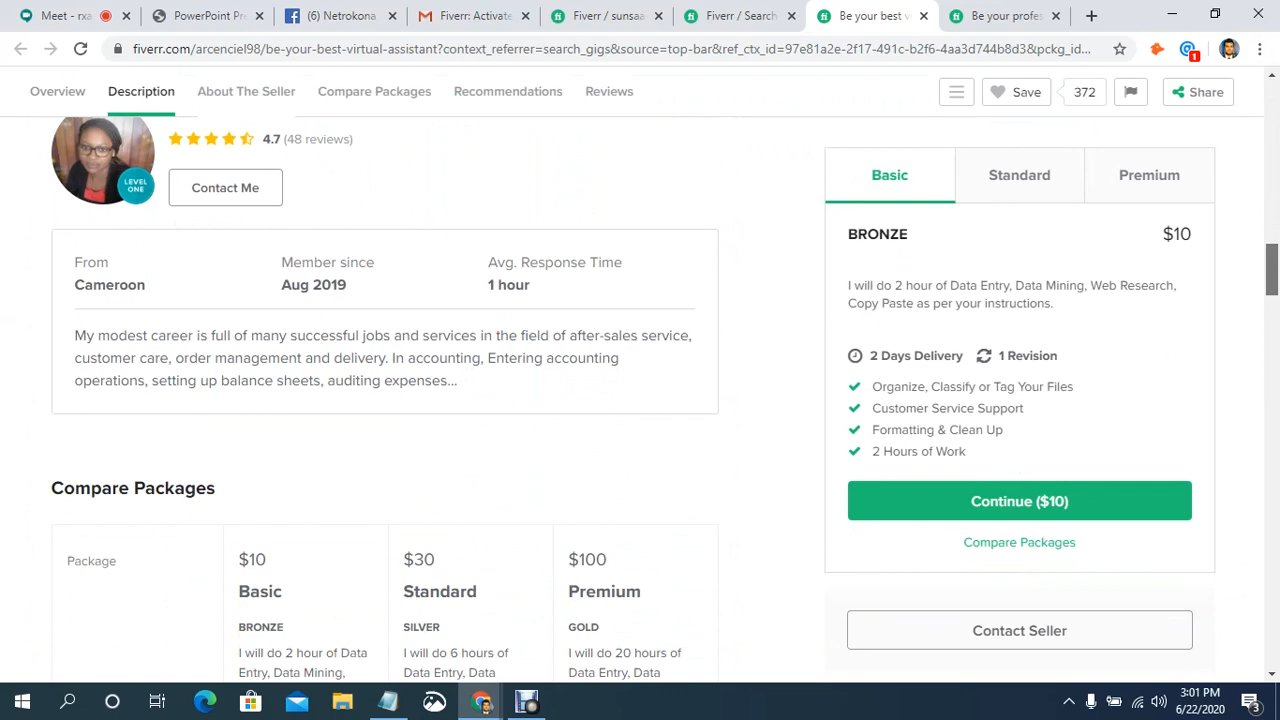 Meet - rxa
PowerPoint Pre
(6) Netrokona
Fiverr: Activate
Fiverr / sunsaa
Fiverr / Search
Be your best v
Be your profes
fiverr.com/arcenciel98/be-your-best-virtual-assistant?context_referrer=search_gigs&source=top-bar&ref_ctx_id=97e81a2e-2f17-491c-b2f6-4aa3d744b8d3&pckg_id...
1
Overview
Description
About The Seller
Compare Packages
Recommendations
Reviews
Save
372
Share
4.7 (48 reviews)
LEVEL
ONE
Contact Me
From
Member since
Avg. Response Time
Cameroon
Aug 2019
1 hour
My modest career is full of many successful jobs and services in the field of after-sales service,
customer care, order management and delivery. In accounting, Entering accounting
operations, setting up balance sheets, auditing expenses...
Compare Packages
Package
$10
$30
$100
Basic
Standard
Premium
BRONZE
SILVER
GOLD
I will do 2 hour of Data
I will do 6 hours of
I will do 20 hours of
Entry, Data Mining,
Data Entry, Data
Data Entry, Data
Basic
Standard
Premium
BRONZE
$10
I will do 2 hour of Data Entry, Data Mining, Web Research,
Copy Paste as per your instructions.
2 Days Delivery
1 Revision
Organize, Classify or Tag Your Files
Customer Service Support
Formatting & Clean Up
2 Hours of Work
Continue ($10)
Compare Packages
Contact Seller
3:01 PM
6/22/2020
3